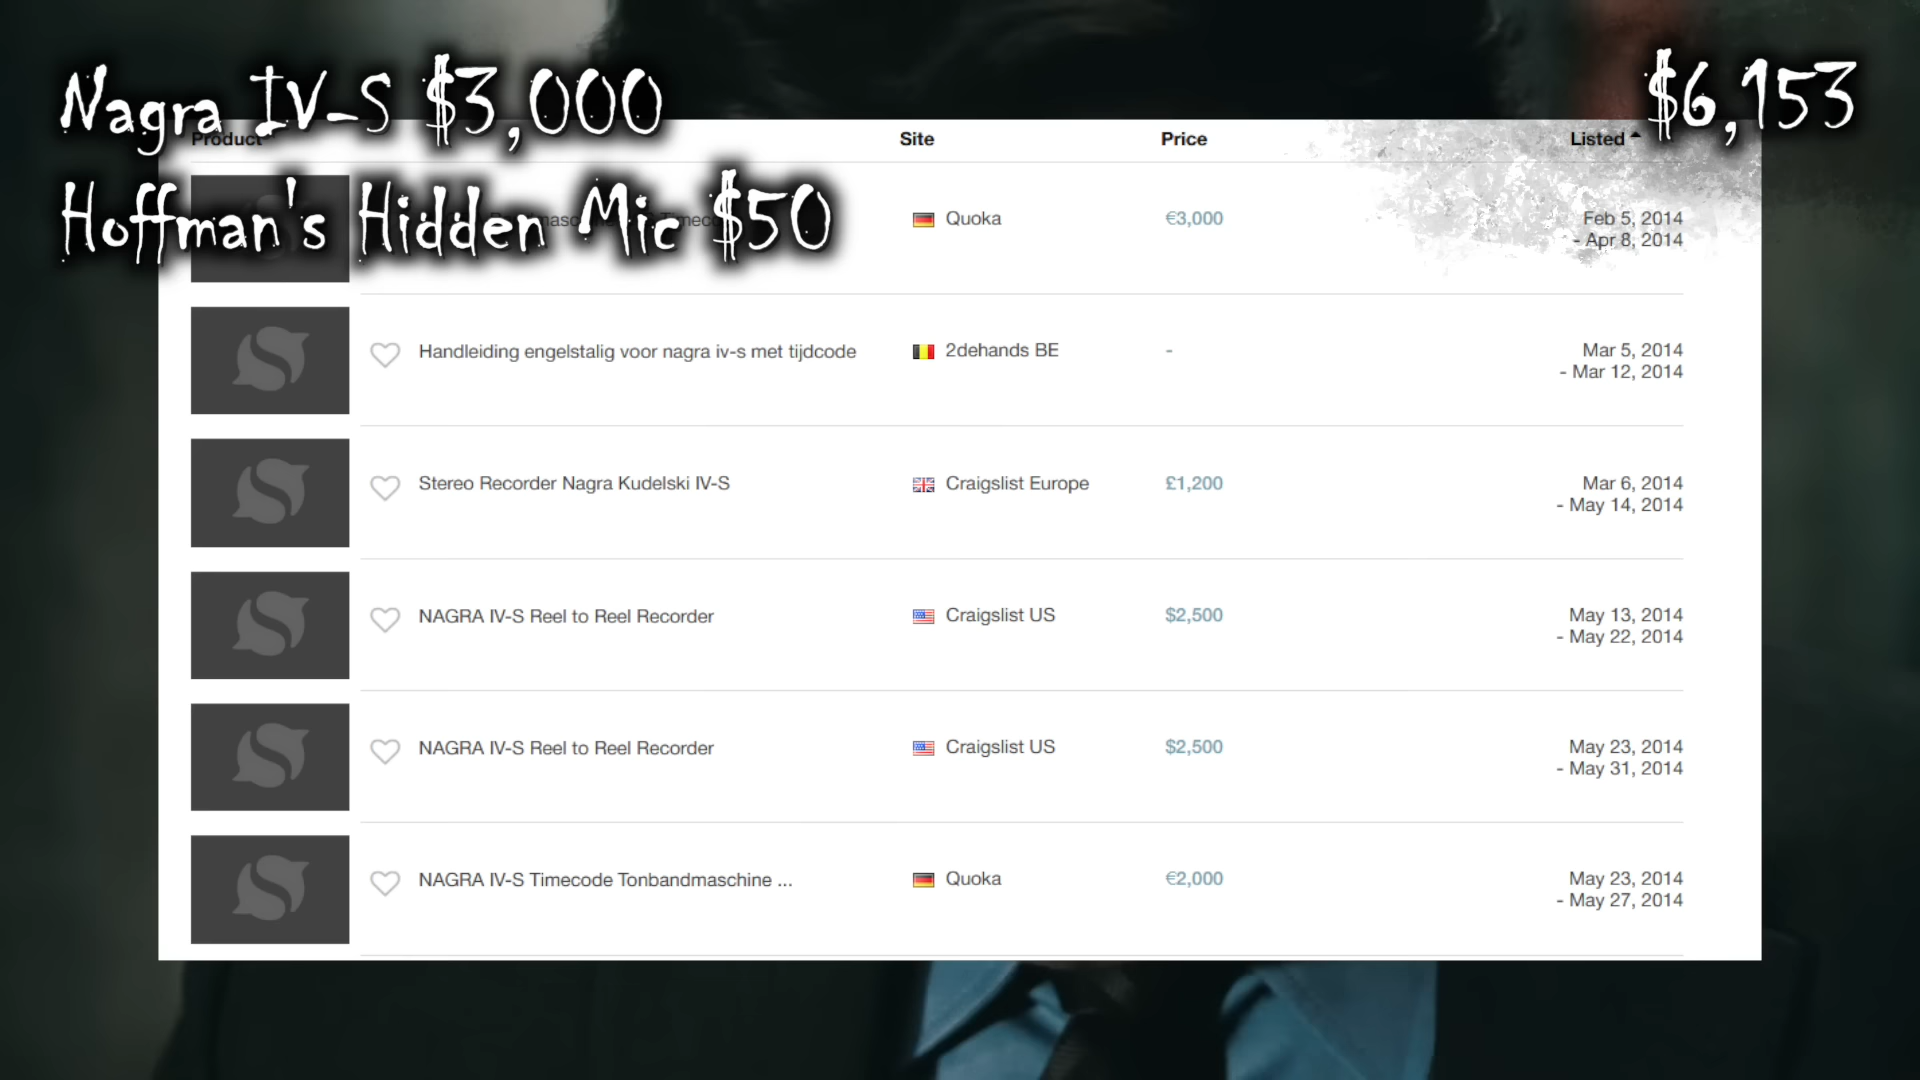 Nagra IV-S $3,000
$6,153
Hoffman's Hidden Mic $50
Product
Site
Price
Listed
Quoka
€3,000
Feb 5, 2014
- Apr 8, 2014
Handleiding engelstalig voor nagra iv-s met tijdcode
2dehands BE
-
Mar 5, 2014
- Mar 12, 2014
Stereo Recorder Nagra Kudelski IV-S
Craigslist Europe
£1,200
Mar 6, 2014
- May 14, 2014
NAGRA IV-S Reel to Reel Recorder
Craigslist US
$2,500
May 13, 2014
- May 22, 2014
NAGRA IV-S Reel to Reel Recorder
Craigslist US
$2,500
May 23, 2014
- May 31, 2014
NAGRA IV-S Timecode Tonbandmaschine ...
Quoka
€2,000
May 23, 2014
- May 27, 2014